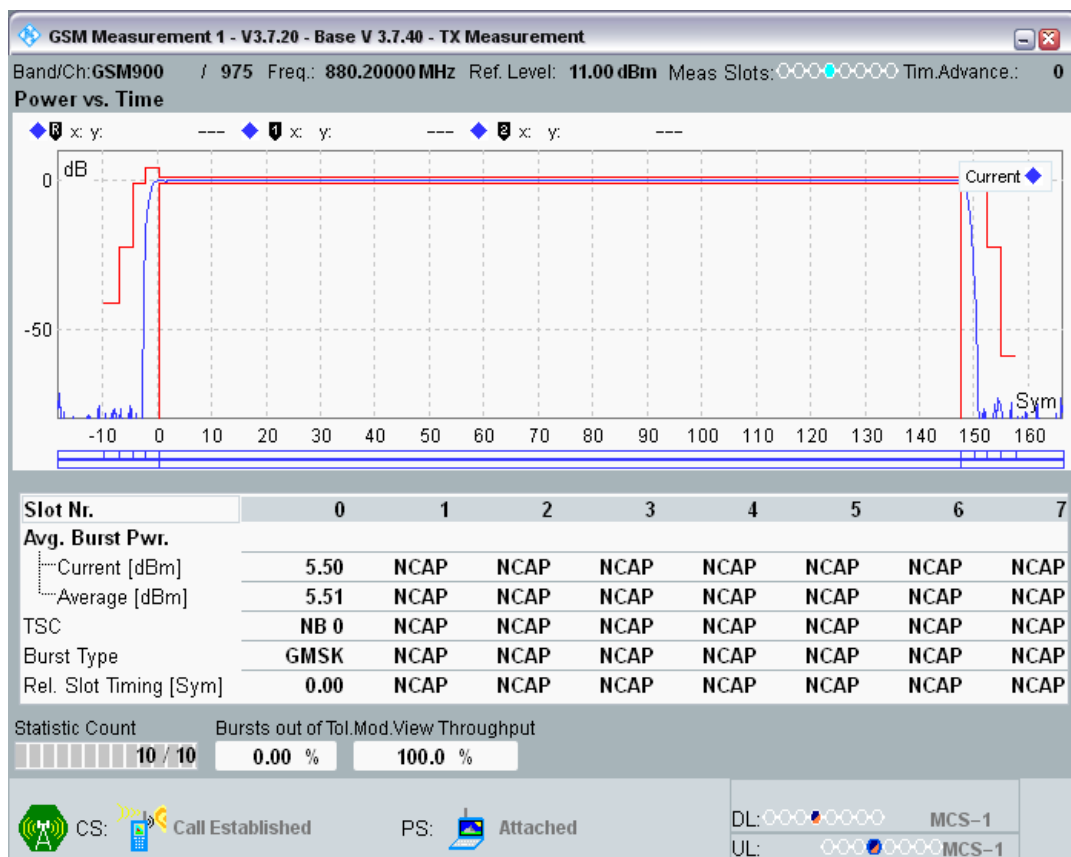 GSM Measurement 1 - V3.7.20 - Base V 3.7.40 - TX Measurement
Band/Ch:GSM900 / 975 Freq.: 880.20000 MHz Ref. Level: 11.00 dBm Meas Slots: Tim.Advance.: 0
Power vs. Time
R x: y: --- 1 x: y: --- 2 x: y: ---
dB
Current
0
-50
Sym
-10 0 10 20 30 40 50 60 70 80 90 100 110 120 130 140 150 160
Slot Nr. 0 1 2 3 4 5 6 7
Avg. Burst Pwr.
Current [dBm] 5.50 NCAP NCAP NCAP NCAP NCAP NCAP NCAP
Average [dBm] 5.51 NCAP NCAP NCAP NCAP NCAP NCAP NCAP
TSC NB 0 NCAP NCAP NCAP NCAP NCAP NCAP NCAP
Burst Type GMSK NCAP NCAP NCAP NCAP NCAP NCAP NCAP
Rel. Slot Timing [Sym] 0.00 NCAP NCAP NCAP NCAP NCAP NCAP NCAP
Statistic Count Bursts out of Tol.Mod.View Throughput
10 / 10 0.00 % 100.0 %
CS: Call Established PS: Attached
DL: MCS-1
UL: MCS-1